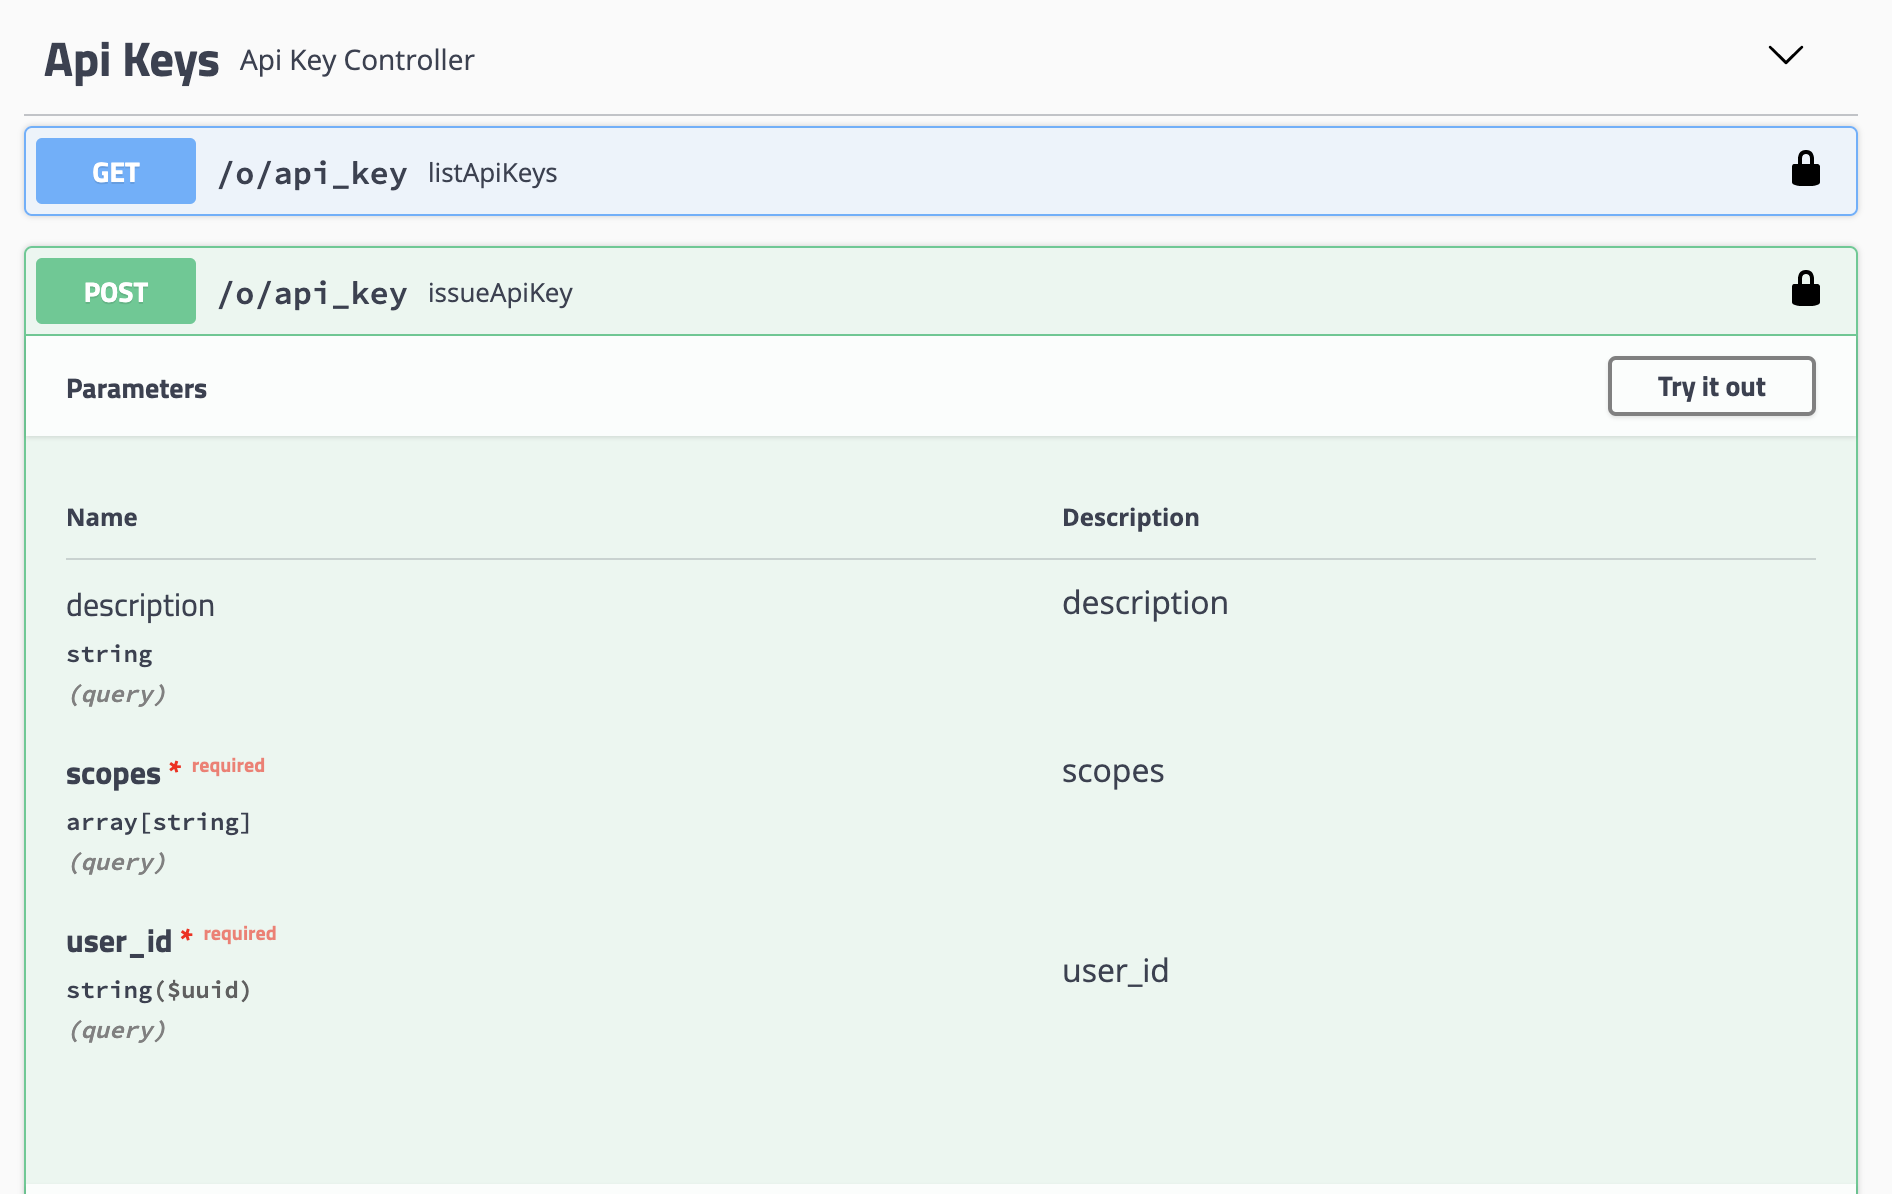 Api Keys Api Key Controller
GET /o/api_key listApiKeys
POST /o/api_key issueApiKey
Parameters Try it out
Name Description
description description
string
(query)
scopes * required scopes
array[string]
(query)
user_id * required
user_id
string($uuid)
(query)